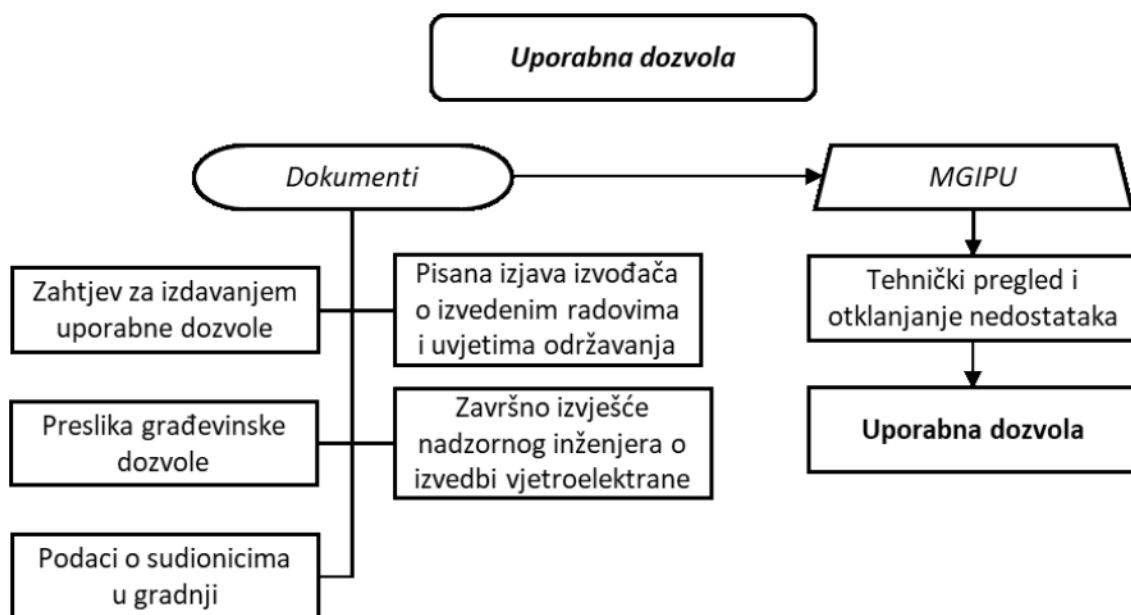 Uporabna dozvola
Dokumenti
MGIPU
Zahtjev za izdavanjem
uporabne dozvole
Pisana izjava izvođača
o izvedenim radovima
i uvjetima održavanja
Tehnički pregled i
otklanjanje nedostataka
Preslika građevinske
dozvole
Završno izvješće
nadzornog inženjera o
izvedbi vjetroelektrane
Uporabna dozvola
Podaci o sudionicima
u gradnji